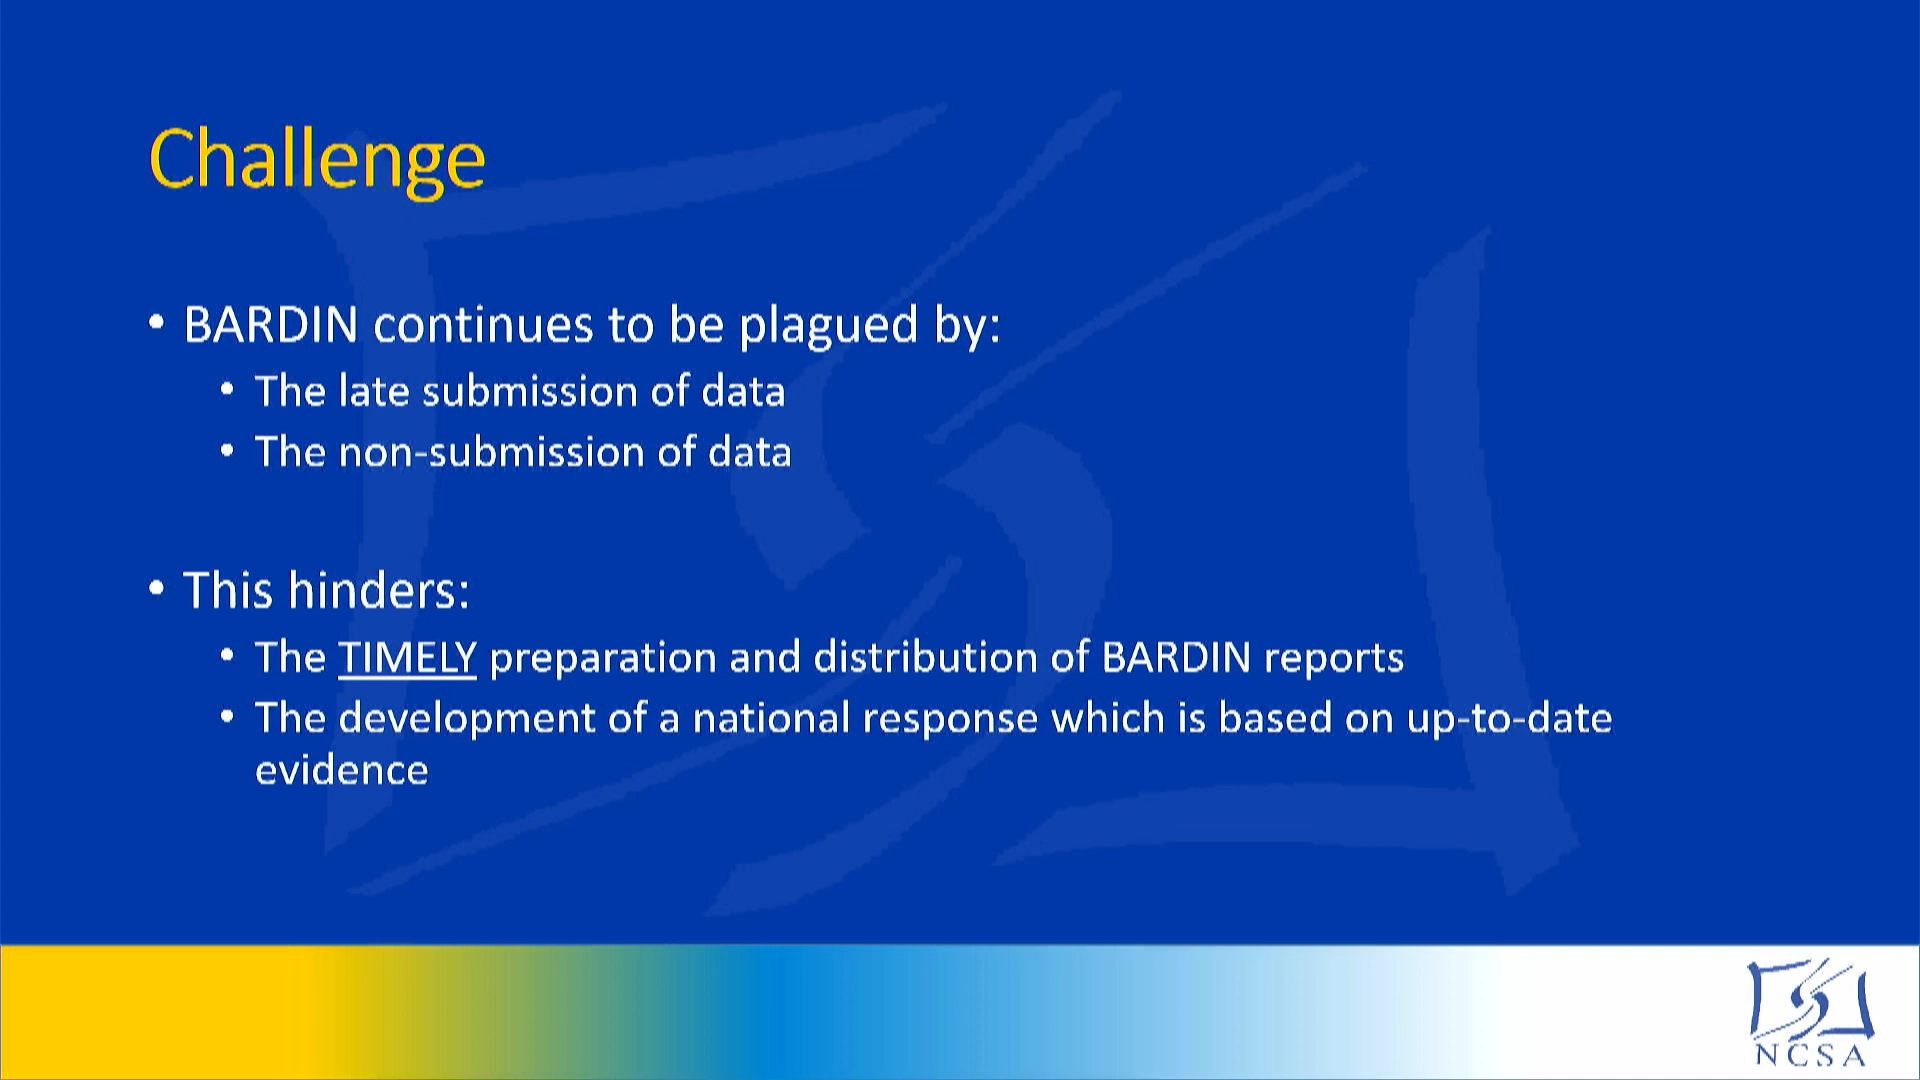 Challenge
• BARDIN continues to be plagued by:
• The late submission of data
• The non-submission of data
• This hinders:
• The TIMELY preparation and distribution of BARDIN reports
• The development of a national response which is based on up-to-date
evidence
NCSA